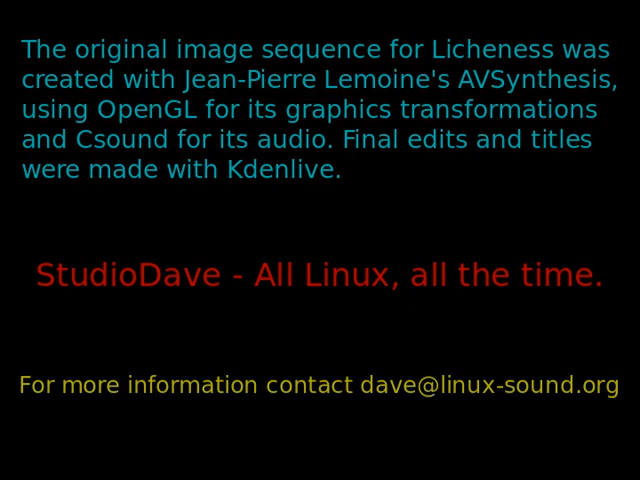 The original image sequence for Licheness was
created with Jean-Pierre Lemoine's AVSynthesis,
using OpenGL for its graphics transformations
and Csound for its audio. Final edits and titles
were made with Kdenlive.
StudioDave - All Linux, all the time.
For more information contact dave@linux-sound.org